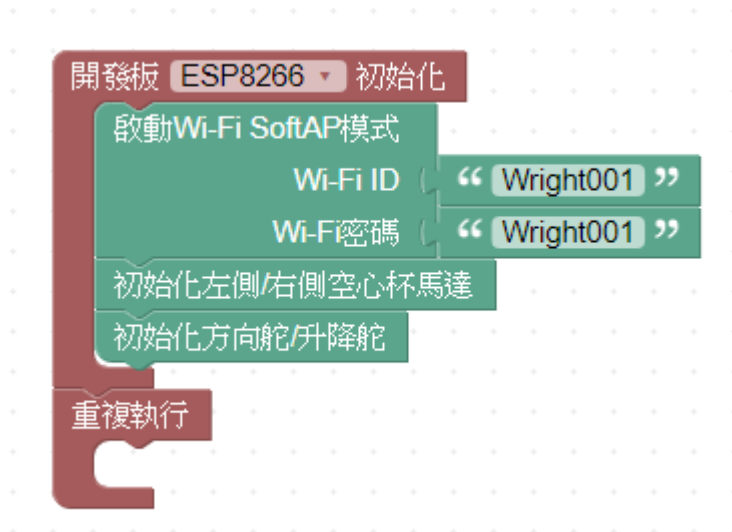 開發板 ESP8266 初始化
啟動Wi-Fi SoftAP模式
Wi-Fi ID “ Wright001 ”
Wi-Fi密碼 “ Wright001 ”
初始化左側/右側空心杯馬達
初始化方向舵/升降舵
重複執行